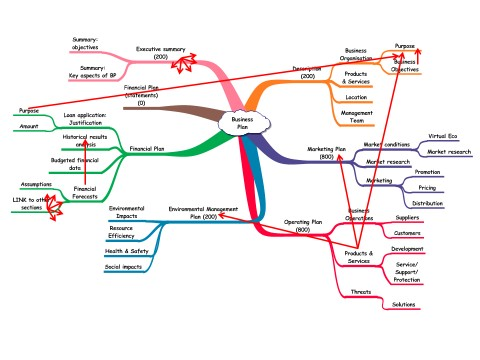 Summary:
objectives
Executive summary
(200)
Summary:
Key aspects of BP
Financial Plan
(statements)
(0)
Business
Plan
Description
(200)
Business
Organisation
Purpose
Business
Objectives
Products
& Services
Location
Management
Team
Purpose
Amount
Loan application:
Justification
Historical results
analysis
Budgeted financial
data
Financial Plan
Assumptions
LINK to other
sections
Financial
Forecasts
Marketing Plan
(800)
Market conditions
Virtual Eco
Market research
Market research
Marketing
Promotion
Pricing
Distribution
Environmental
Impacts
Resource
Efficiency
Health & Safety
Social impacts
Environmental Management
Plan (200)
Operating Plan
(800)
Business
Operations
Suppliers
Customers
Products &
Services
Development
Service/
Support/
Protection
Threats
Solutions